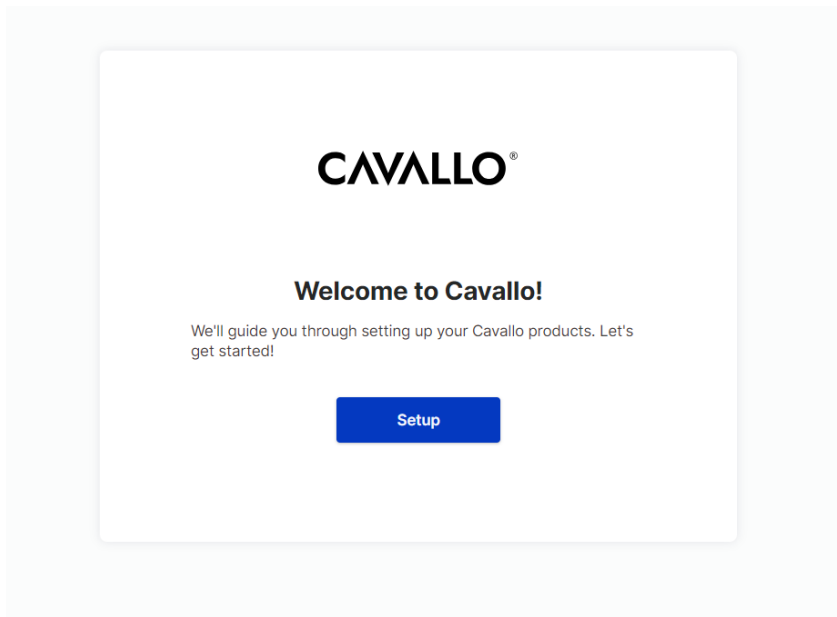 CAVALLO®
Welcome to Cavallo!
We'll guide you through setting up your Cavallo products. Let's
get started!
Setup